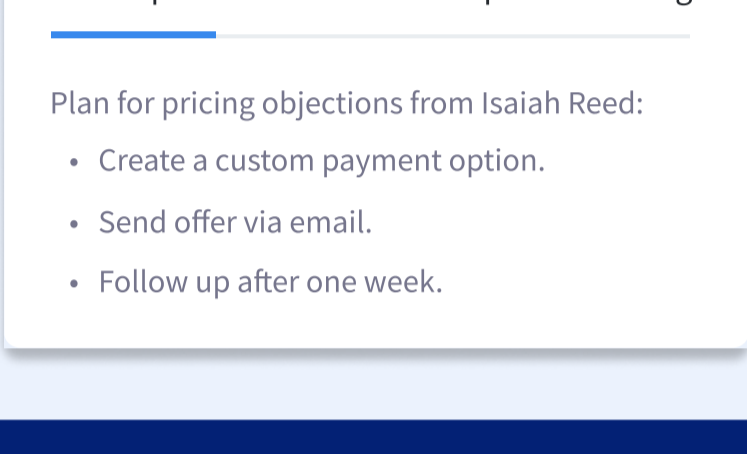 Plan for pricing objections from Isaiah Reed:
• Create a custom payment option.
• Send offer via email.
• Follow up after one week.